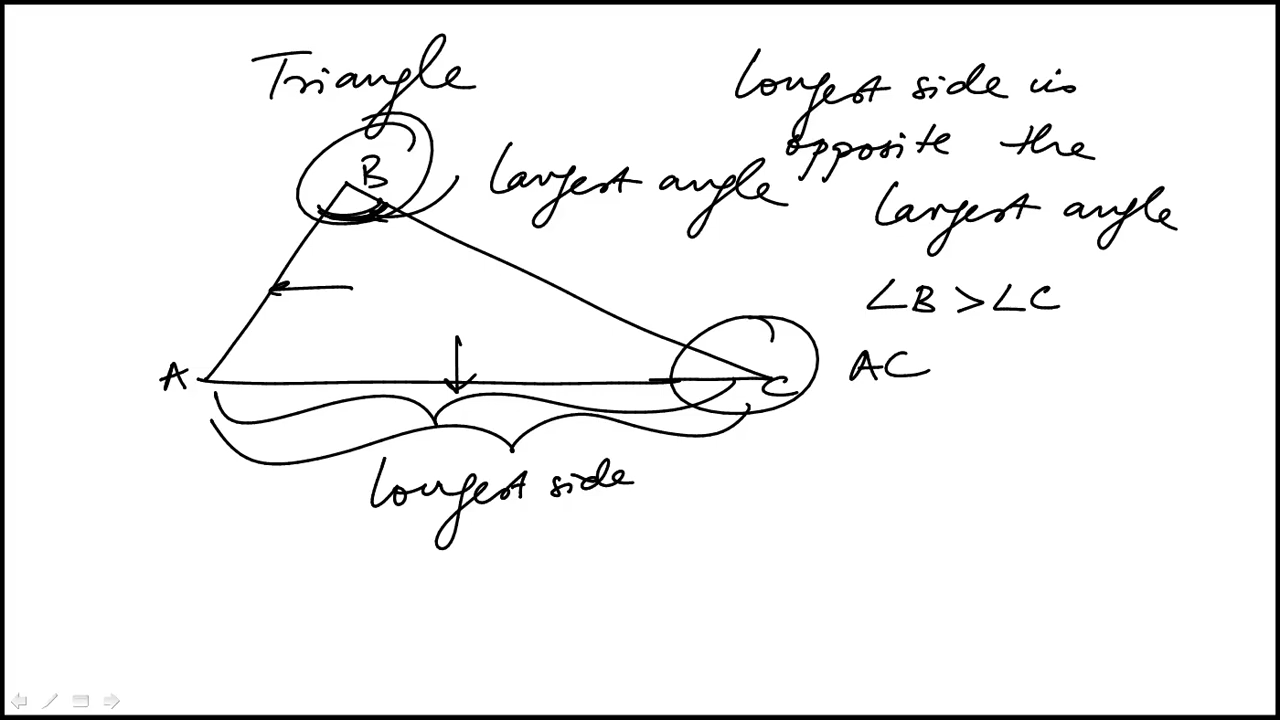 Triangle
longest side is
opposite the
largest angle
B
largest angle
∠B > ∠C
A
C
AC
longest side